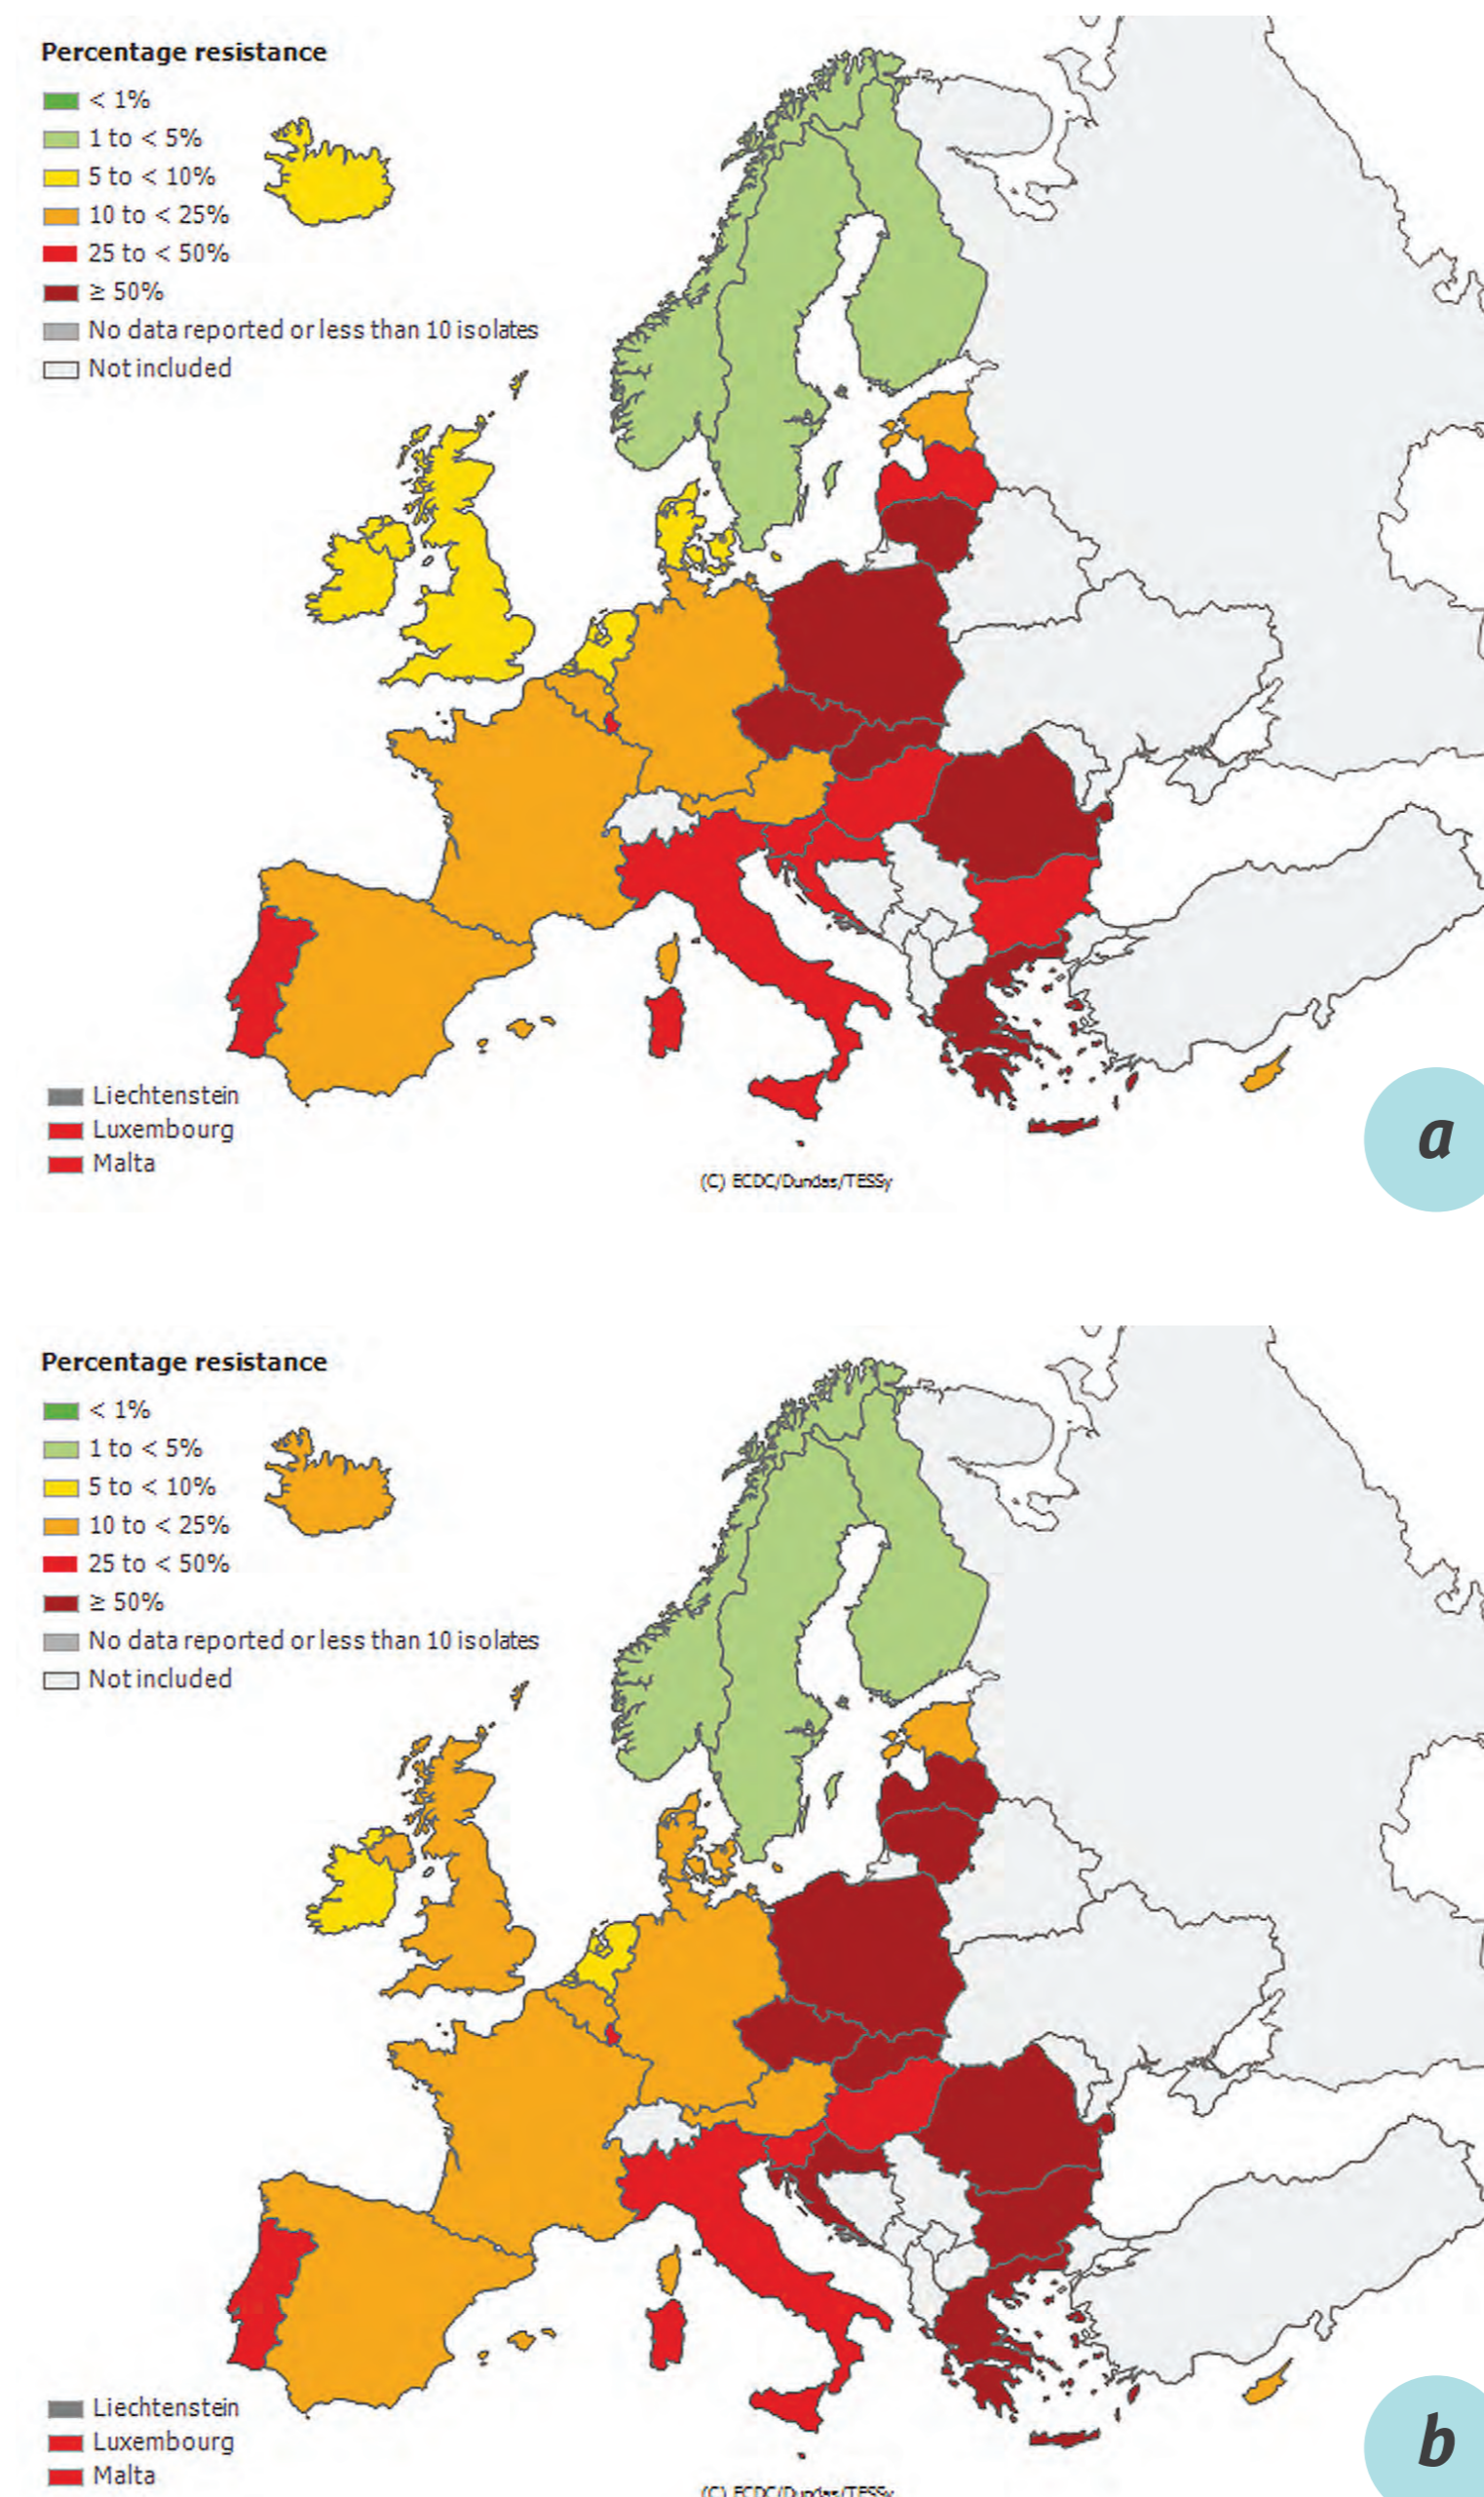 Percentage resistance
< 1%
1 to < 5%
5 to < 10%
10 to < 25%
25 to < 50%
≥ 50%
No data reported or less than 10 isolates
Not included
Liechtenstein
Luxembourg
Malta
(C) ECDC/Dundas/TESSy
a
Percentage resistance
< 1%
1 to < 5%
5 to < 10%
10 to < 25%
25 to < 50%
≥ 50%
No data reported or less than 10 isolates
Not included
Liechtenstein
Luxembourg
Malta
(C) ECDC/Dundas/TESSy
b